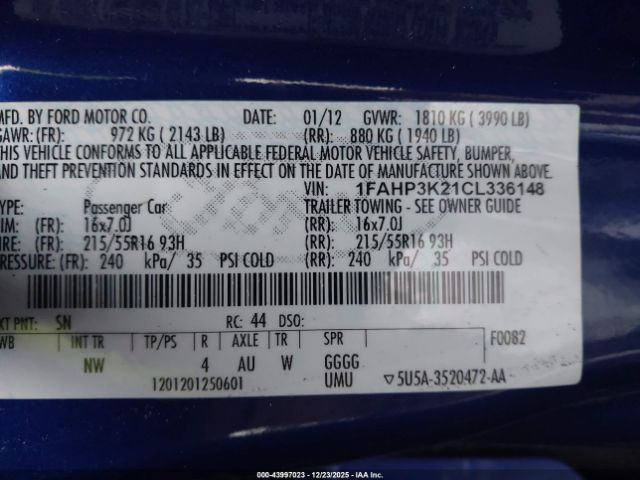 MFD. BY FORD MOTOR CO. DATE: 01/12 GVWR: 1810 KG ( 3990 LB)
GAWR: (FR): 972 KG ( 2143 LB) (RR): 880 KG ( 1940 LB)
THIS VEHICLE CONFORMS TO ALL APPLICABLE FEDERAL MOTOR VEHICLE SAFETY, BUMPER,
AND THEFT PREVENTION STANDARDS IN EFFECT ON THE DATE OF MANUFACTURE SHOWN ABOVE.
VIN: 1FAHP3K21CL336148
TYPE: Passenger Car TRAILER TOWING - SEE OWNER GUIDE
RIM: (FR): 16x7.0J (RR): 16x7.0J
TIRE: (FR): 215/55R16 93H (RR): 215/55R16 93H
PRESSURE: (FR): 240 kPa/ 35 PSI COLD (RR): 240 kPa/ 35 PSI COLD
EXT PNT: SN RC: 44 DSO:
WB INT TR TP/PS R AXLE TR SPR F0082
NW 4 AU W GGGG
1201201250601 UMU ▽5U5A-3520472-AA
000-43997023 - 12/23/2025 - IAA Inc.